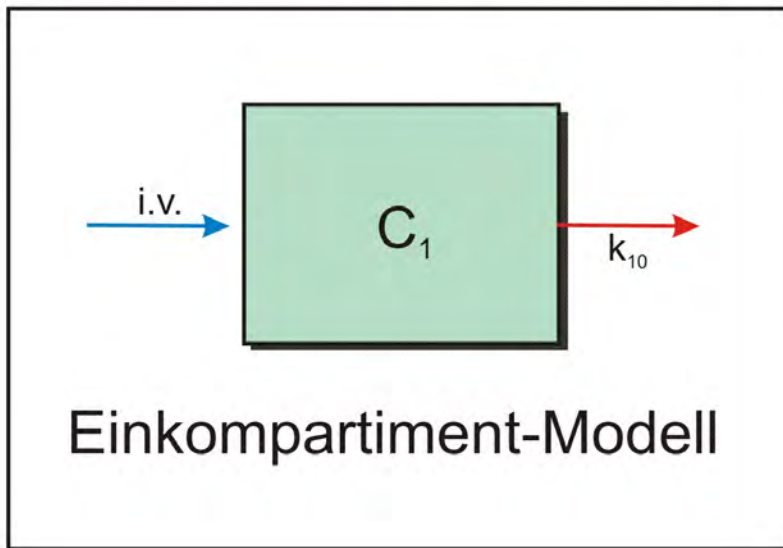 i.v.
C₁
k₁₀
Einkompartiment-Modell